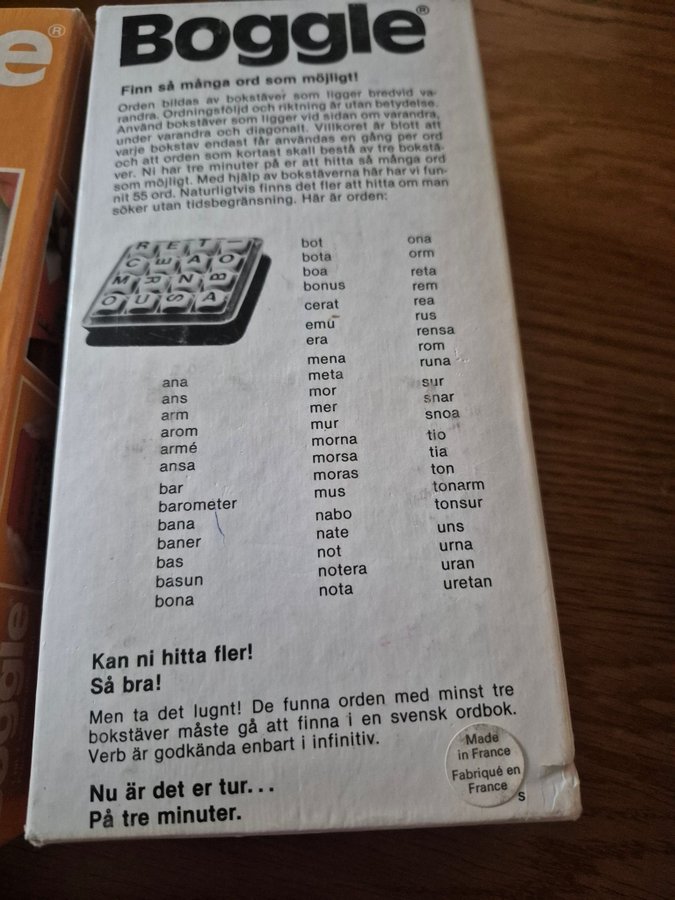 e®
Boggle®
Finn så många ord som möjligt!
Orden bildas av bokstäver som ligger bredvid va-
randra. Ordningsföljd och riktning är utan betydelse.
Använd bokstäver som ligger vid sidan om varandra,
under varandra och diagonalt. Villkoret är blott att
varje bokstav endast får användas en gång per ord
och att orden som kortast skall bestå av tre bokstä-
ver. Ni har tre minuter på er att hitta så många ord
som möjligt. Med hjälp av bokstäverna här har vi fun-
nit 55 ord. Naturligtvis finns det fler att hitta om man
söker utan tidsbegränsning. Här är orden:
R E T I
C E A O
M R N B
O U S A
ana
ans
arm
arom
armé
ansa
bar
barometer
bana
baner
bas
basun
bona
bot
bota
boa
bonus
cerat
emu
era
mena
meta
mor
mer
mur
morna
morsa
moras
mus
nabo
nate
not
notera
nota
ona
orm
reta
rem
rea
rus
rensa
rom
runa
sur
snar
snoa
tio
tia
ton
tonarm
tonsur
uns
urna
uran
uretan
Kan ni hitta fler!
Så bra!
Men ta det lugnt! De funna orden med minst tre
bokstäver måste gå att finna i en svensk ordbok.
Verb är godkända enbart i infinitiv.
Nu är det er tur...
På tre minuter.
Made
in France
Fabriqué en
France
S
oggle